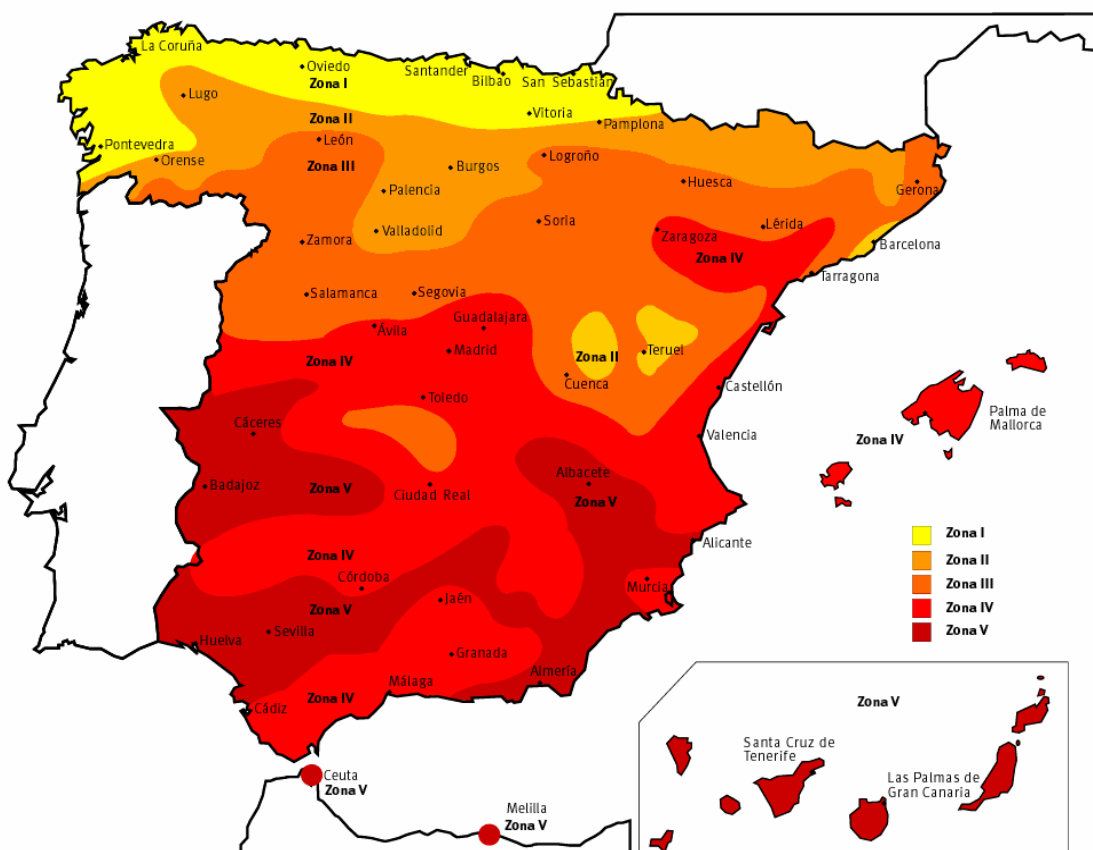 La Coruña
Oviedo
Santander
Bilbao
San Sebastián
Zona I
Lugo
Vitoria
Zona II
Pamplona
León
Pontevedra
Orense
Zona III
Burgos
Logroño
Palencia
Huesca
Gerona
Soria
Lérida
Valladolid
Zaragoza
Zamora
Barcelona
Zona IV
Tarragona
Salamanca
Segovia
Guadalajara
Ávila
Madrid
Zona IV
Zona II
Teruel
Cuenca
Castellón
Toledo
Palma de
Mallorca
Cáceres
Valencia
Zona IV
Albacete
Badajoz
Zona V
Ciudad Real
Zona V
Zona I
Alicante
Zona II
Zona IV
Córdoba
Zona III
Murcia
Jaén
Zona IV
Zona V
Zona V
Sevilla
Huelva
Granada
Almería
Málaga
Zona IV
Cádiz
Zona V
Santa Cruz de
Tenerife
Las Palmas de
Gran Canaria
Ceuta
Zona V
Melilla
Zona V